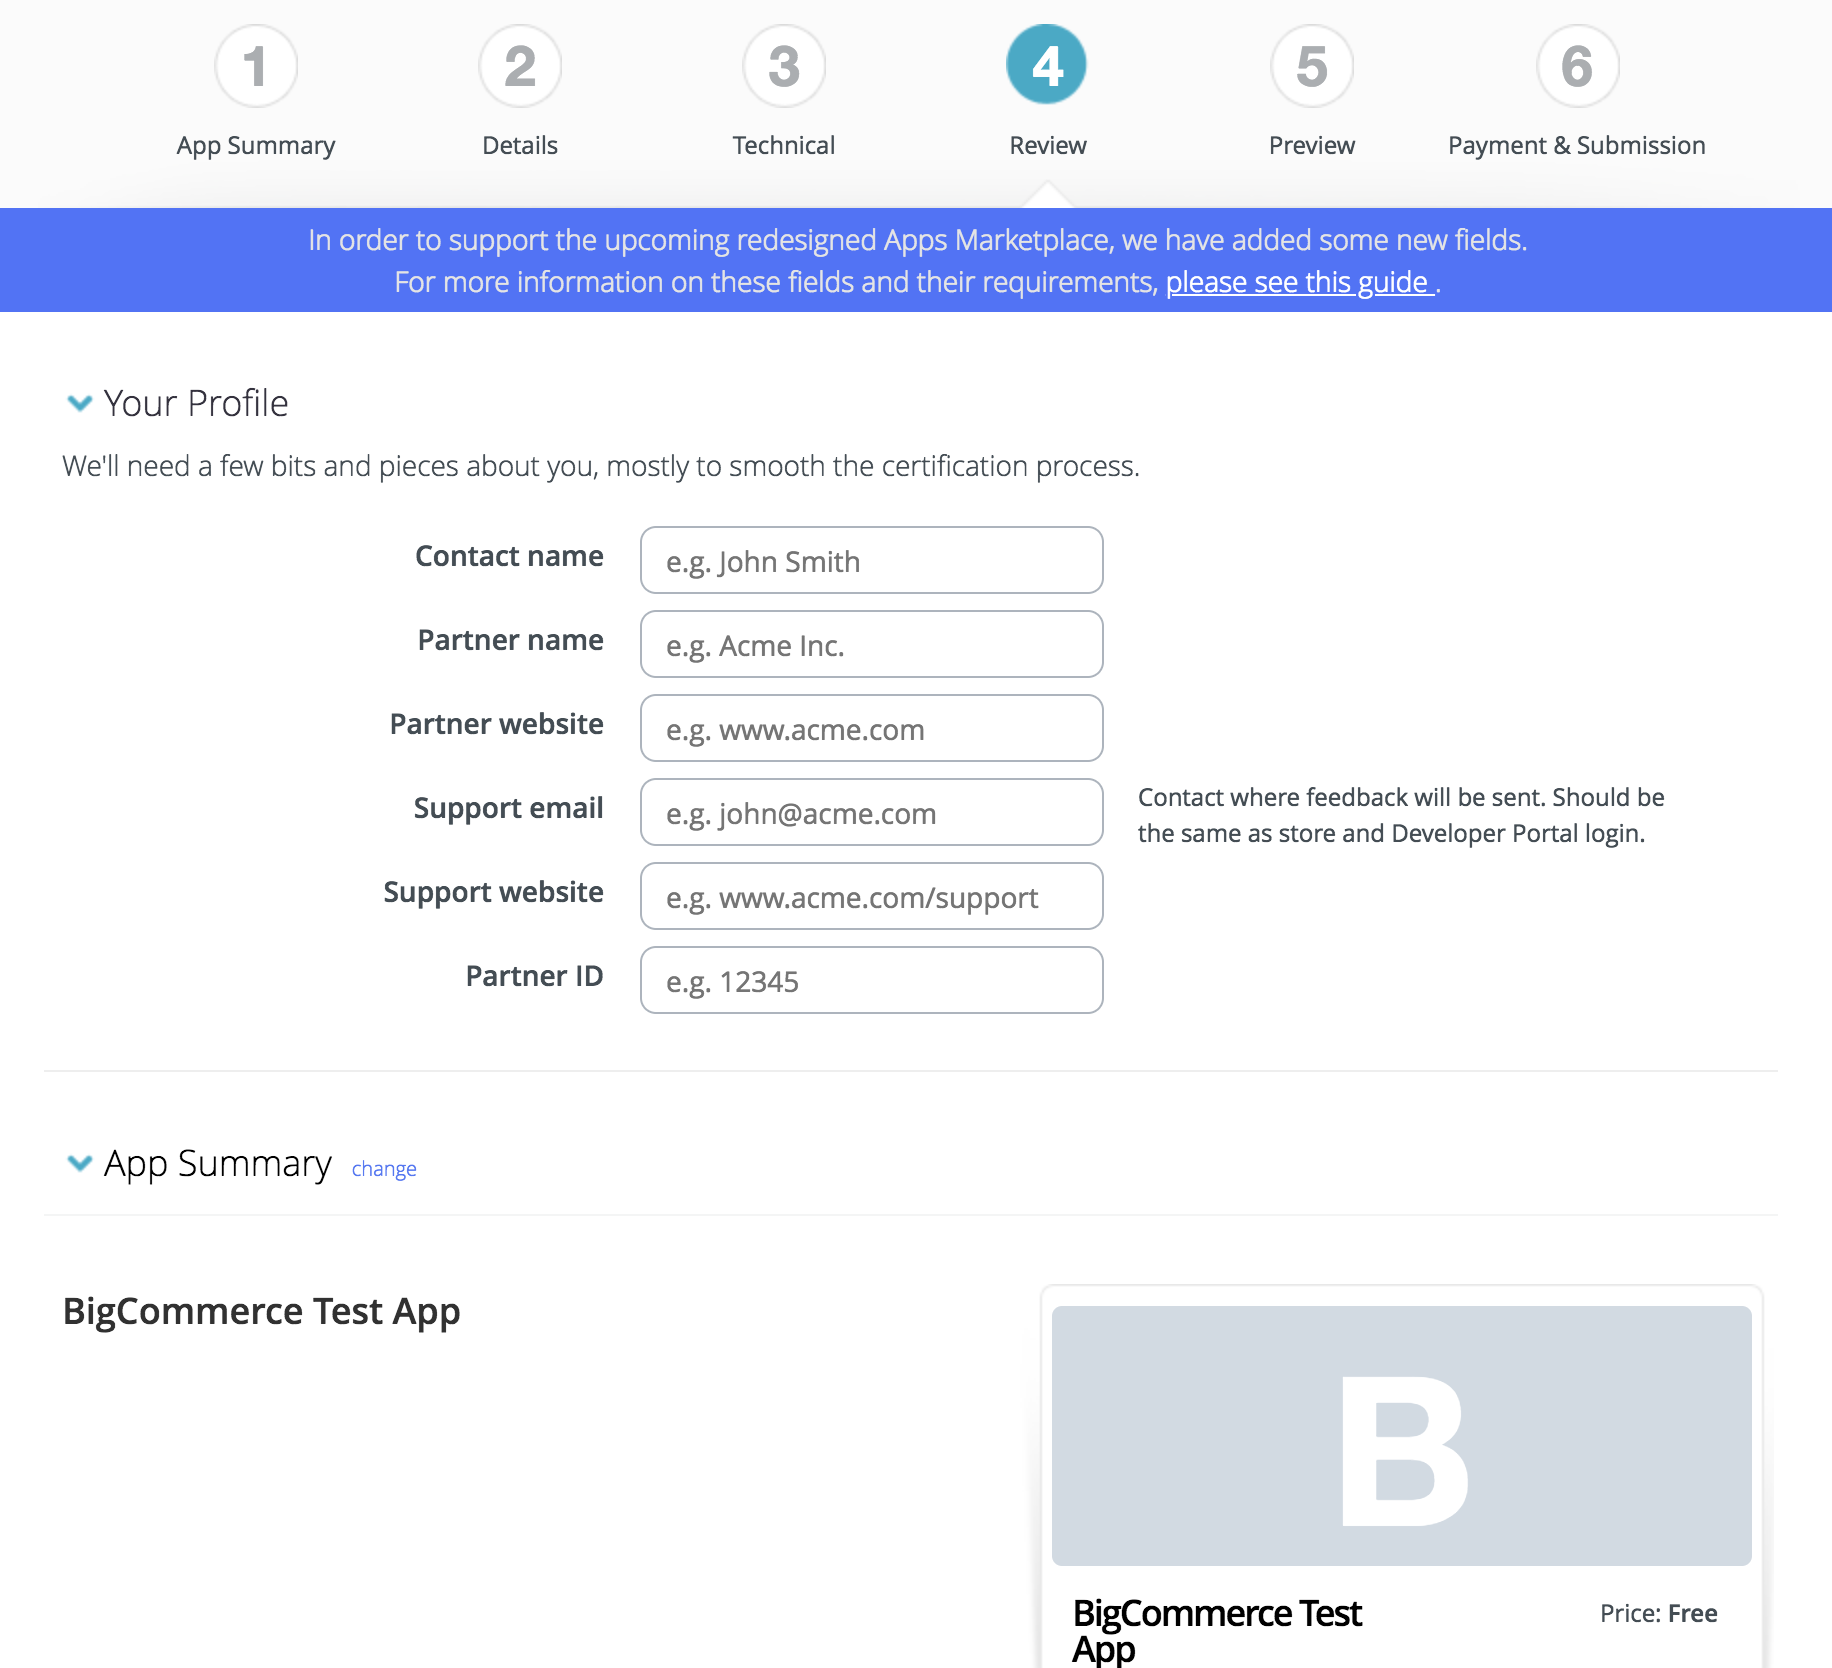 1
2
3
4
5
6
App Summary
Details
Technical
Review
Preview
Payment & Submission
In order to support the upcoming redesigned Apps Marketplace, we have added some new fields.
For more information on these fields and their requirements, please see this guide .
Your Profile
We'll need a few bits and pieces about you, mostly to smooth the certification process.
Contact name
e.g. John Smith
Partner name
e.g. Acme Inc.
Partner website
e.g. www.acme.com
Support email
e.g. john@acme.com
Contact where feedback will be sent. Should be
the same as store and Developer Portal login.
Support website
e.g. www.acme.com/support
Partner ID
e.g. 12345
App Summary change
BigCommerce Test App
B
BigCommerce Test
App
Price: Free